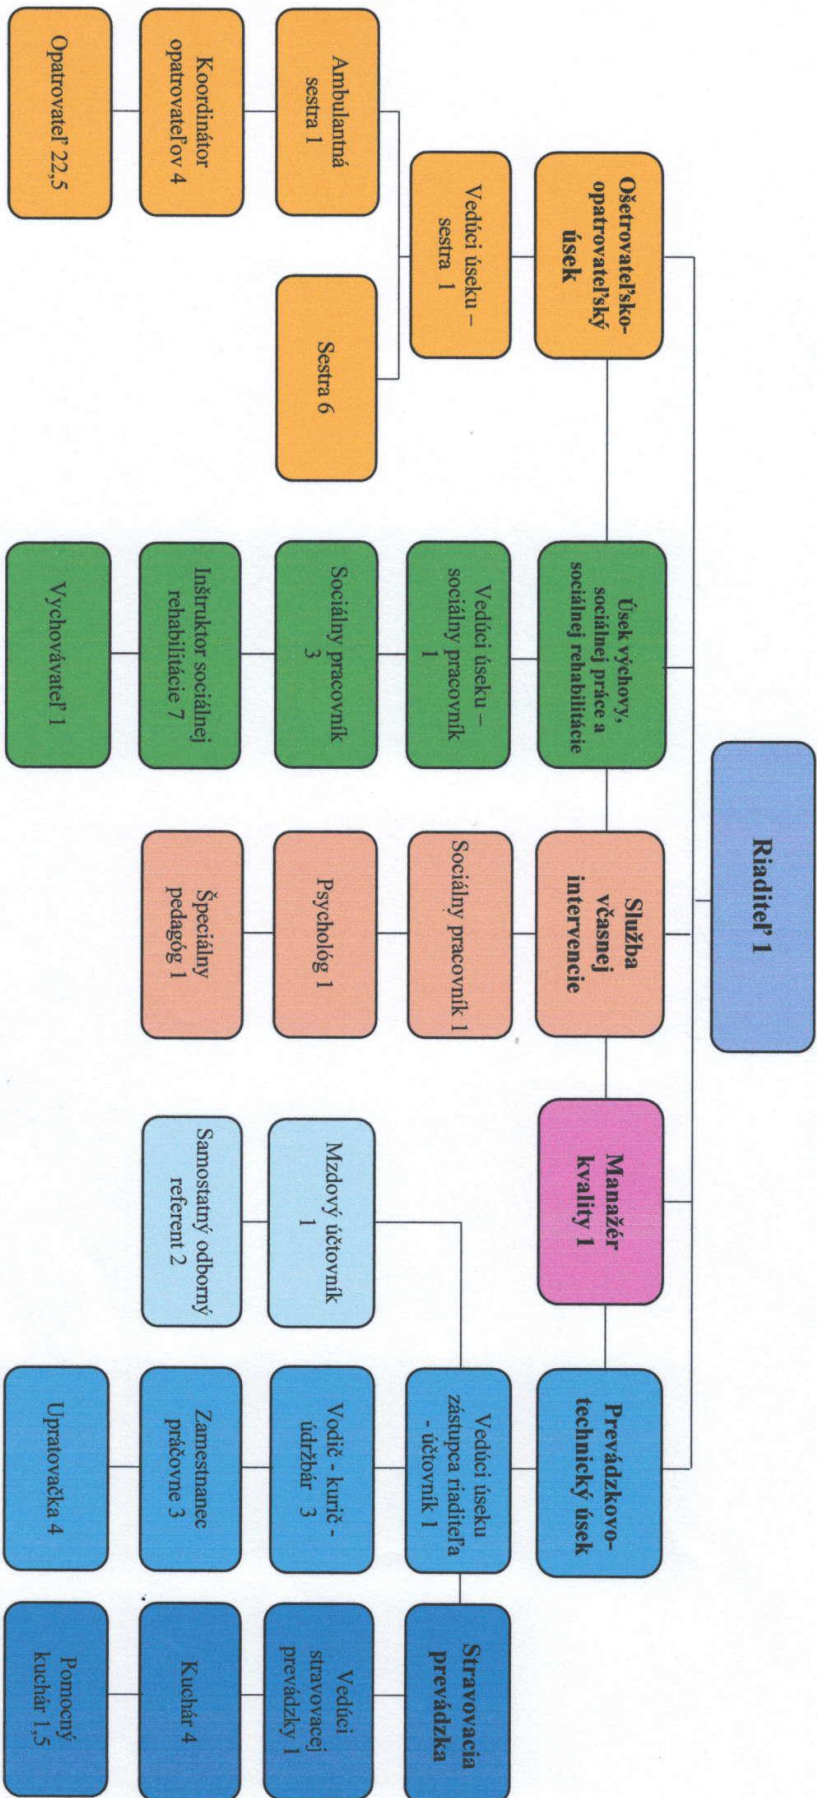 Riaditeľ 1
Ošetrovateľsko-
opatrovateľský
úsek
Vedúci úseku –
sestra 1
Ambulantná
sestra 1
Koordinátor
opatrovateľov 4
Opatrovateľ 22,5
Sestra 6
Úsek výchovy,
sociálnej práce a
sociálnej rehabilitácie
Vedúci úseku –
sociálny pracovník
1
Sociálny pracovník
3
Inštruktor sociálnej
rehabilitácie 7
Vychovávateľ 1
Služba
včasnej
intervencie
Sociálny pracovník 1
Psychológ 1
Špeciálny
pedagóg 1
Manažér
kvality 1
Prevádzkovo-
technický úsek
Vedúci úseku
zástupca riaditeľa
- účtovník 1
Mzdový účtovník
1
Samostatný odborný
referent 2
Vodič - kurič -
údržbár 3
Zamestnanec
práčovne 3
Upratovačka 4
Stravovacia
prevádzka
Vedúci
stravovacej
prevádzky 1
Kuchár 4
Pomocný
kuchár 1,5